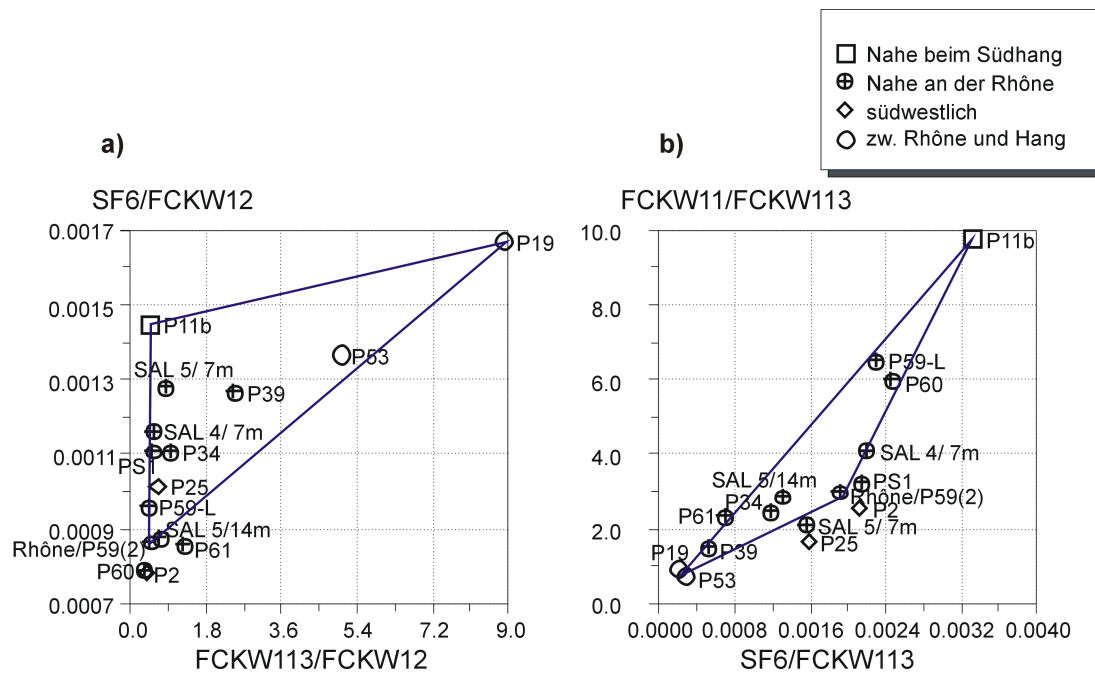 Nahe beim Südhang
Nahe an der Rhône
südwestlich
zw. Rhône und Hang
a)
SF6/FCKW12
0.0017
0.0015
0.0013
0.0011
0.0009
0.0007
P19
P11b
P53
SAL 5/ 7m
P39
SAL 4/ 7m
P34
PS
P25
P59-L
SAL 5/14m
Rhône/P59(2)
P61
P60
P2
0.0 1.8 3.6 5.4 7.2 9.0
FCKW113/FCKW12
b)
FCKW11/FCKW113
10.0
8.0
6.0
4.0
2.0
0.0
P11b
P59-L
P60
SAL 4/ 7m
SAL 5/14m
PS1
Rhône/P59(2)
P34
P2
P61
SAL 5/ 7m
P25
P19
P39
P53
0.0000 0.0008 0.0016 0.0024 0.0032 0.0040
SF6/FCKW113